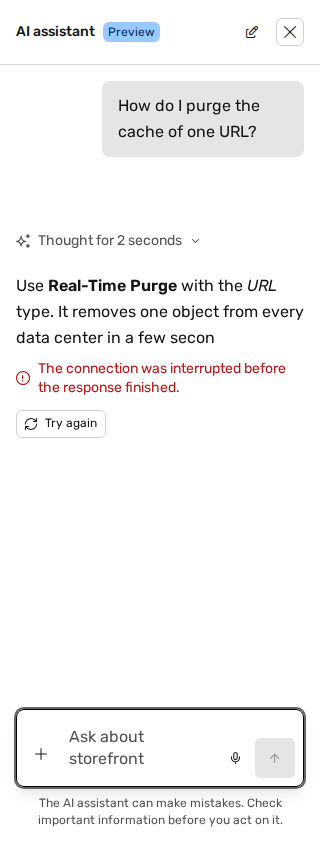 AI assistant Preview
How do I purge the
cache of one URL?
Thought for 2 seconds
Use Real-Time Purge with the URL
type. It removes one object from every
data center in a few secon
The connection was interrupted before
the response finished.
Try again
Ask about
storefront
The AI assistant can make mistakes. Check
important information before you act on it.